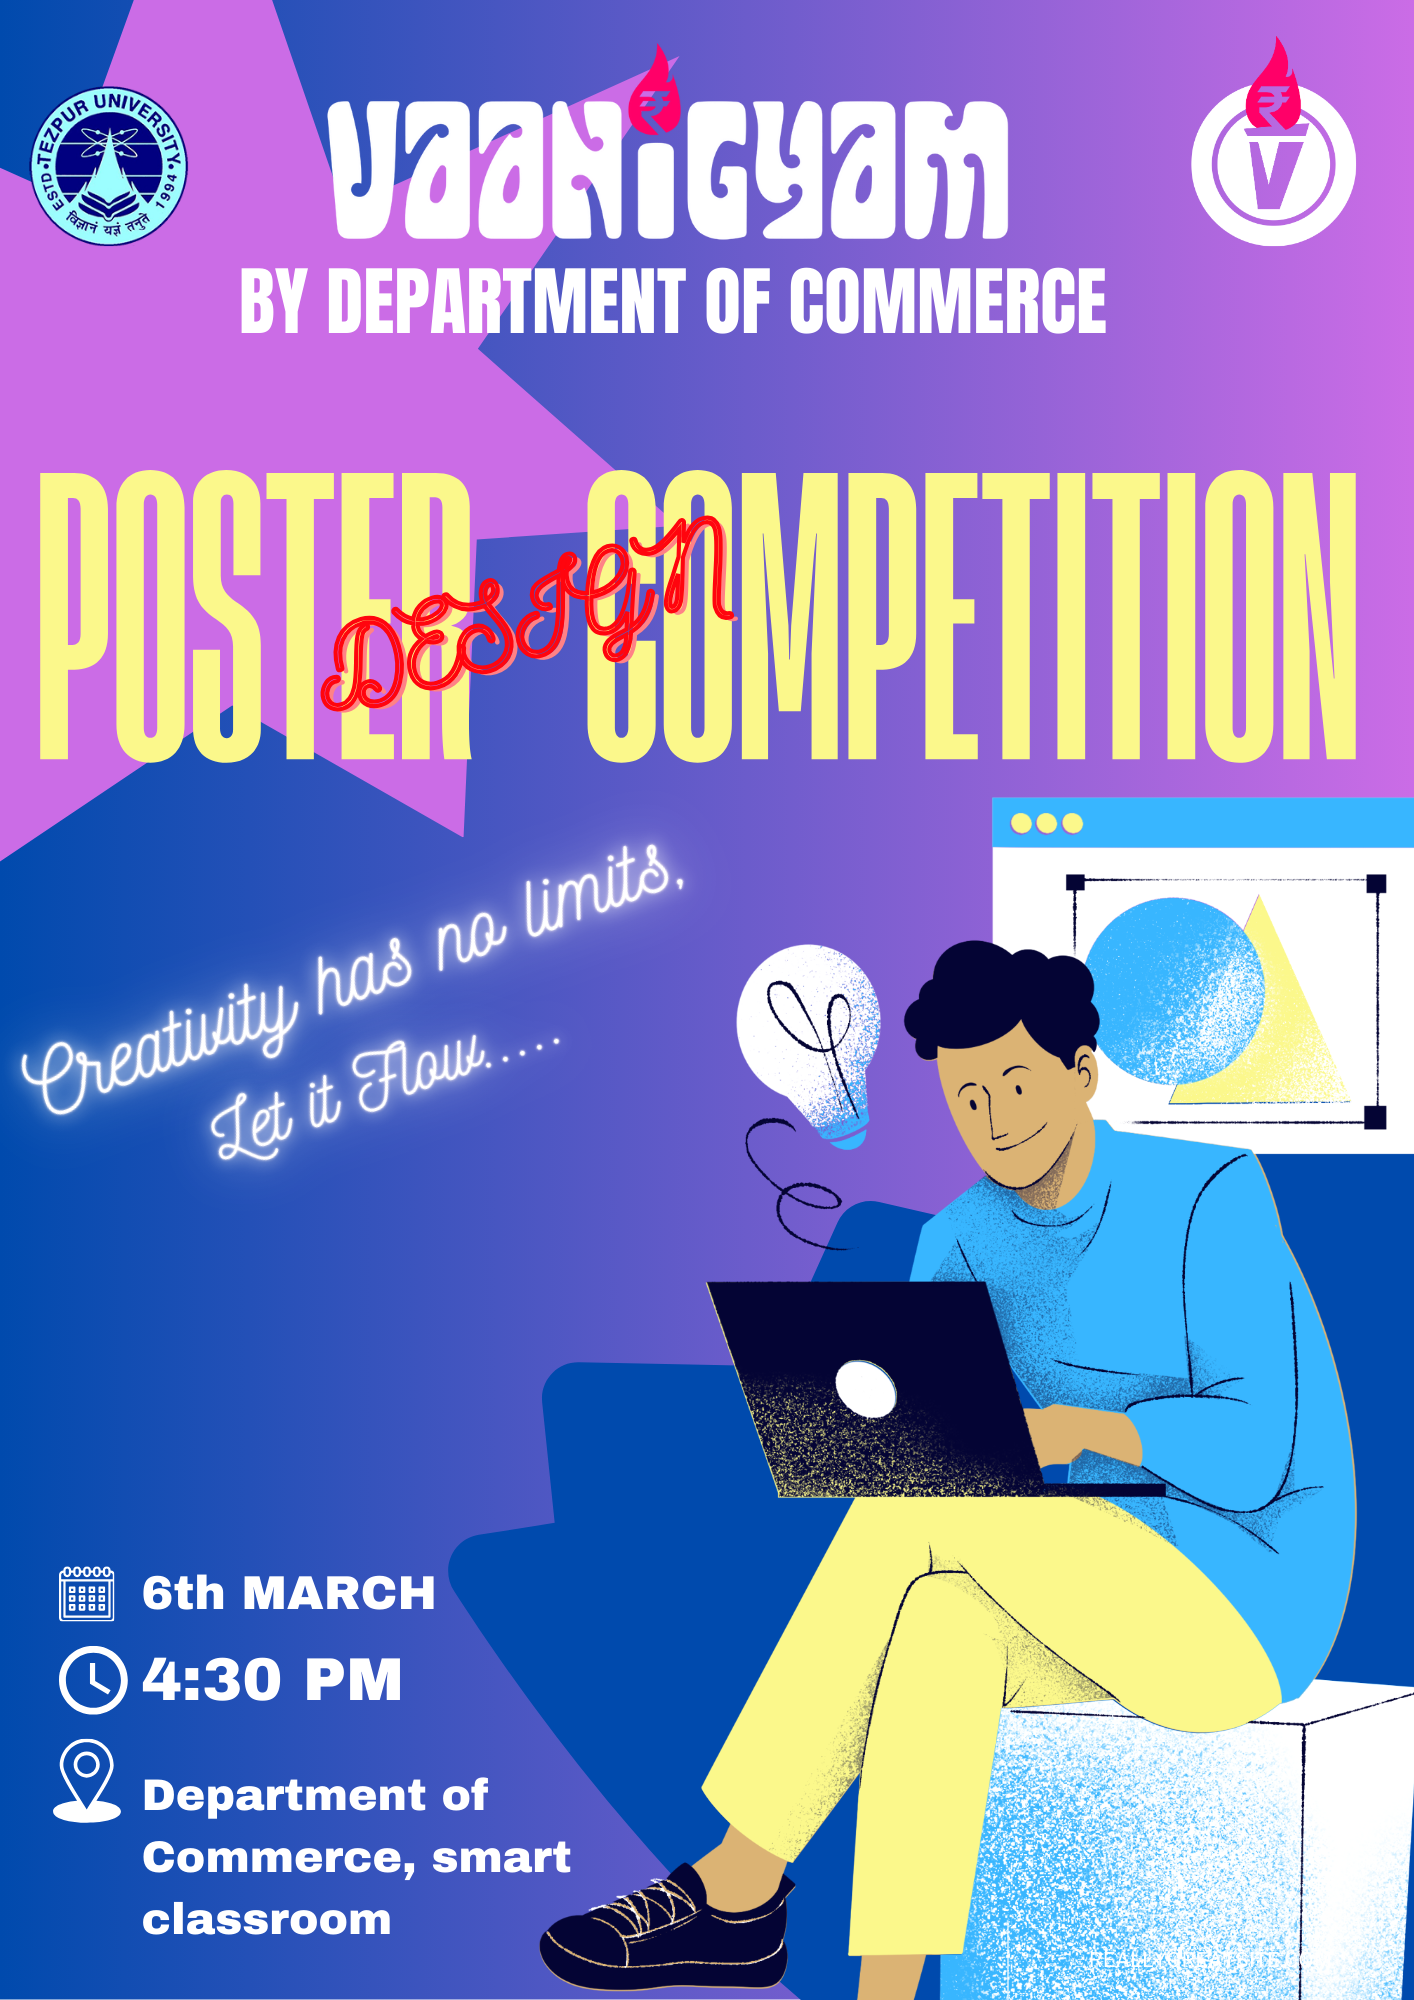 TEZPUR UNIVERSITY
ESTD
1994
विज्ञानं यज्ञं तनुते
VAANIGYAM
₹
₹
V
BY DEPARTMENT OF COMMERCE
POSTER COMPETITION
DESIGN
Creativity has no limits,
Let it Flow.....
6th MARCH
4:30 PM
Department of
Commerce, smart
classroom